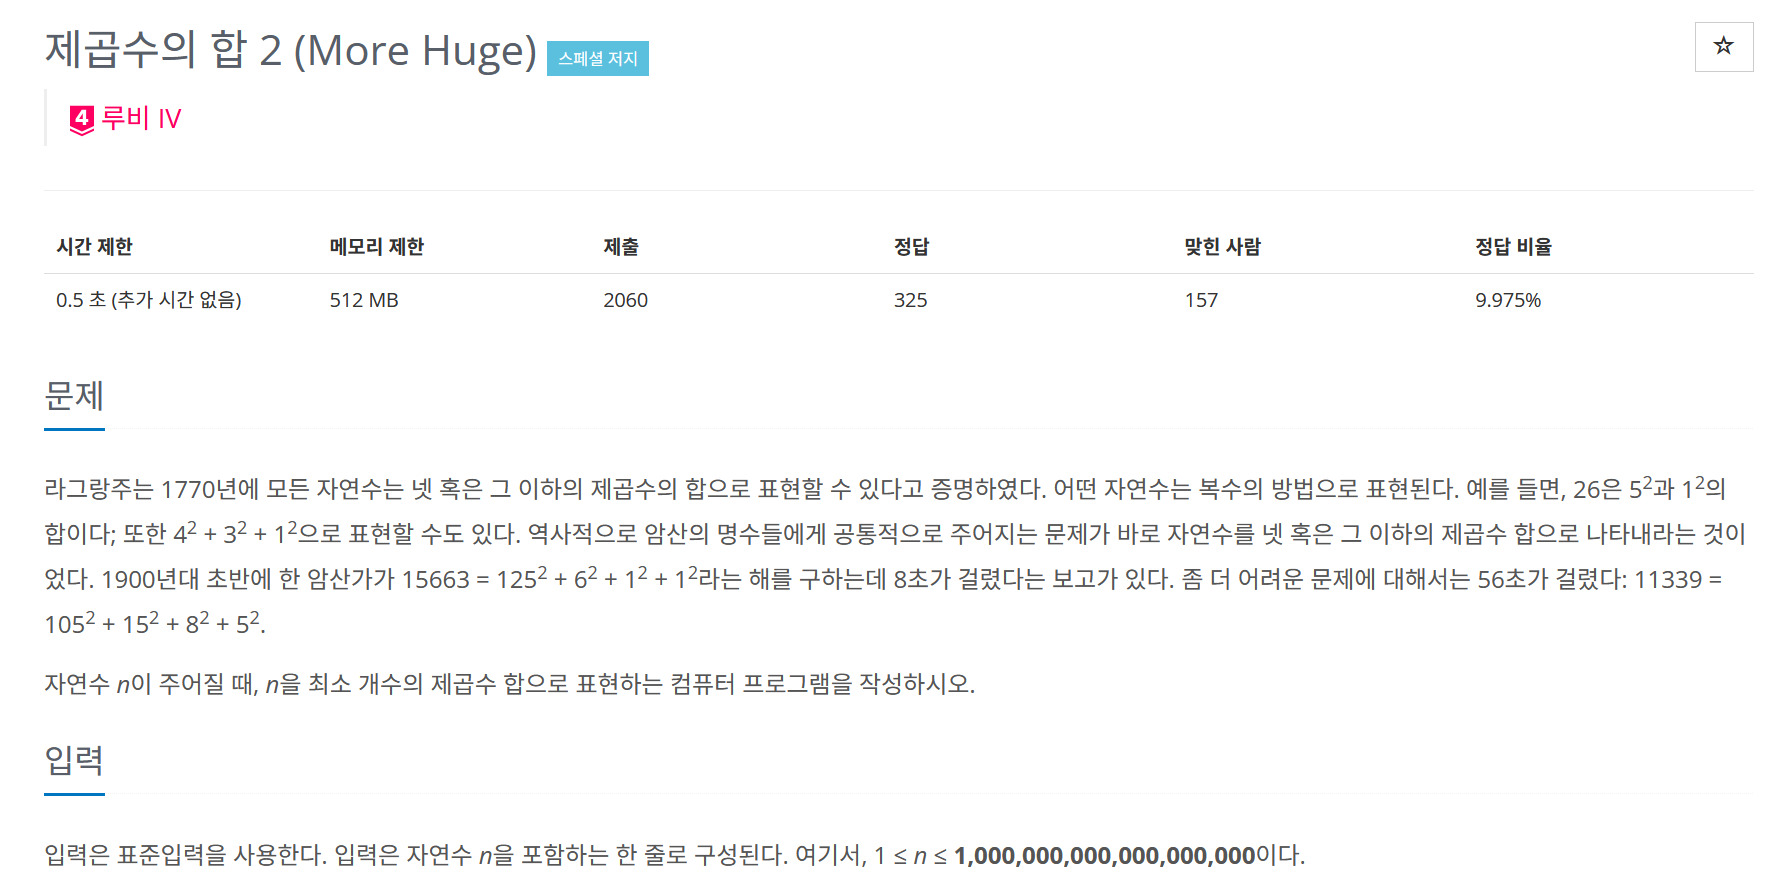 제곱수의 합 2 (More Huge) 스페셜 저지
☆
4 루비 IV
시간 제한 메모리 제한 제출 정답 맞힌 사람 정답 비율
0.5 초 (추가 시간 없음) 512 MB 2060 325 157 9.975%
문제
라그랑주는 1770년에 모든 자연수는 넷 혹은 그 이하의 제곱수의 합으로 표현할 수 있다고 증명하였다. 어떤 자연수는 복수의 방법으로 표현된다. 예를 들면, 26은 5²과 1²의
합이다; 또한 4² + 3² + 1²으로 표현할 수도 있다. 역사적으로 암산의 명수들에게 공통적으로 주어지는 문제가 바로 자연수를 넷 혹은 그 이하의 제곱수 합으로 나타내라는 것이
었다. 1900년대 초반에 한 암산가가 15663 = 125² + 6² + 1² + 1²라는 해를 구하는데 8초가 걸렸다는 보고가 있다. 좀 더 어려운 문제에 대해서는 56초가 걸렸다: 11339 =
105² + 15² + 8² + 5².
자연수 n이 주어질 때, n을 최소 개수의 제곱수 합으로 표현하는 컴퓨터 프로그램을 작성하시오.
입력
입력은 표준입력을 사용한다. 입력은 자연수 n을 포함하는 한 줄로 구성된다. 여기서, 1 ≤ n ≤ 1,000,000,000,000,000,000이다.